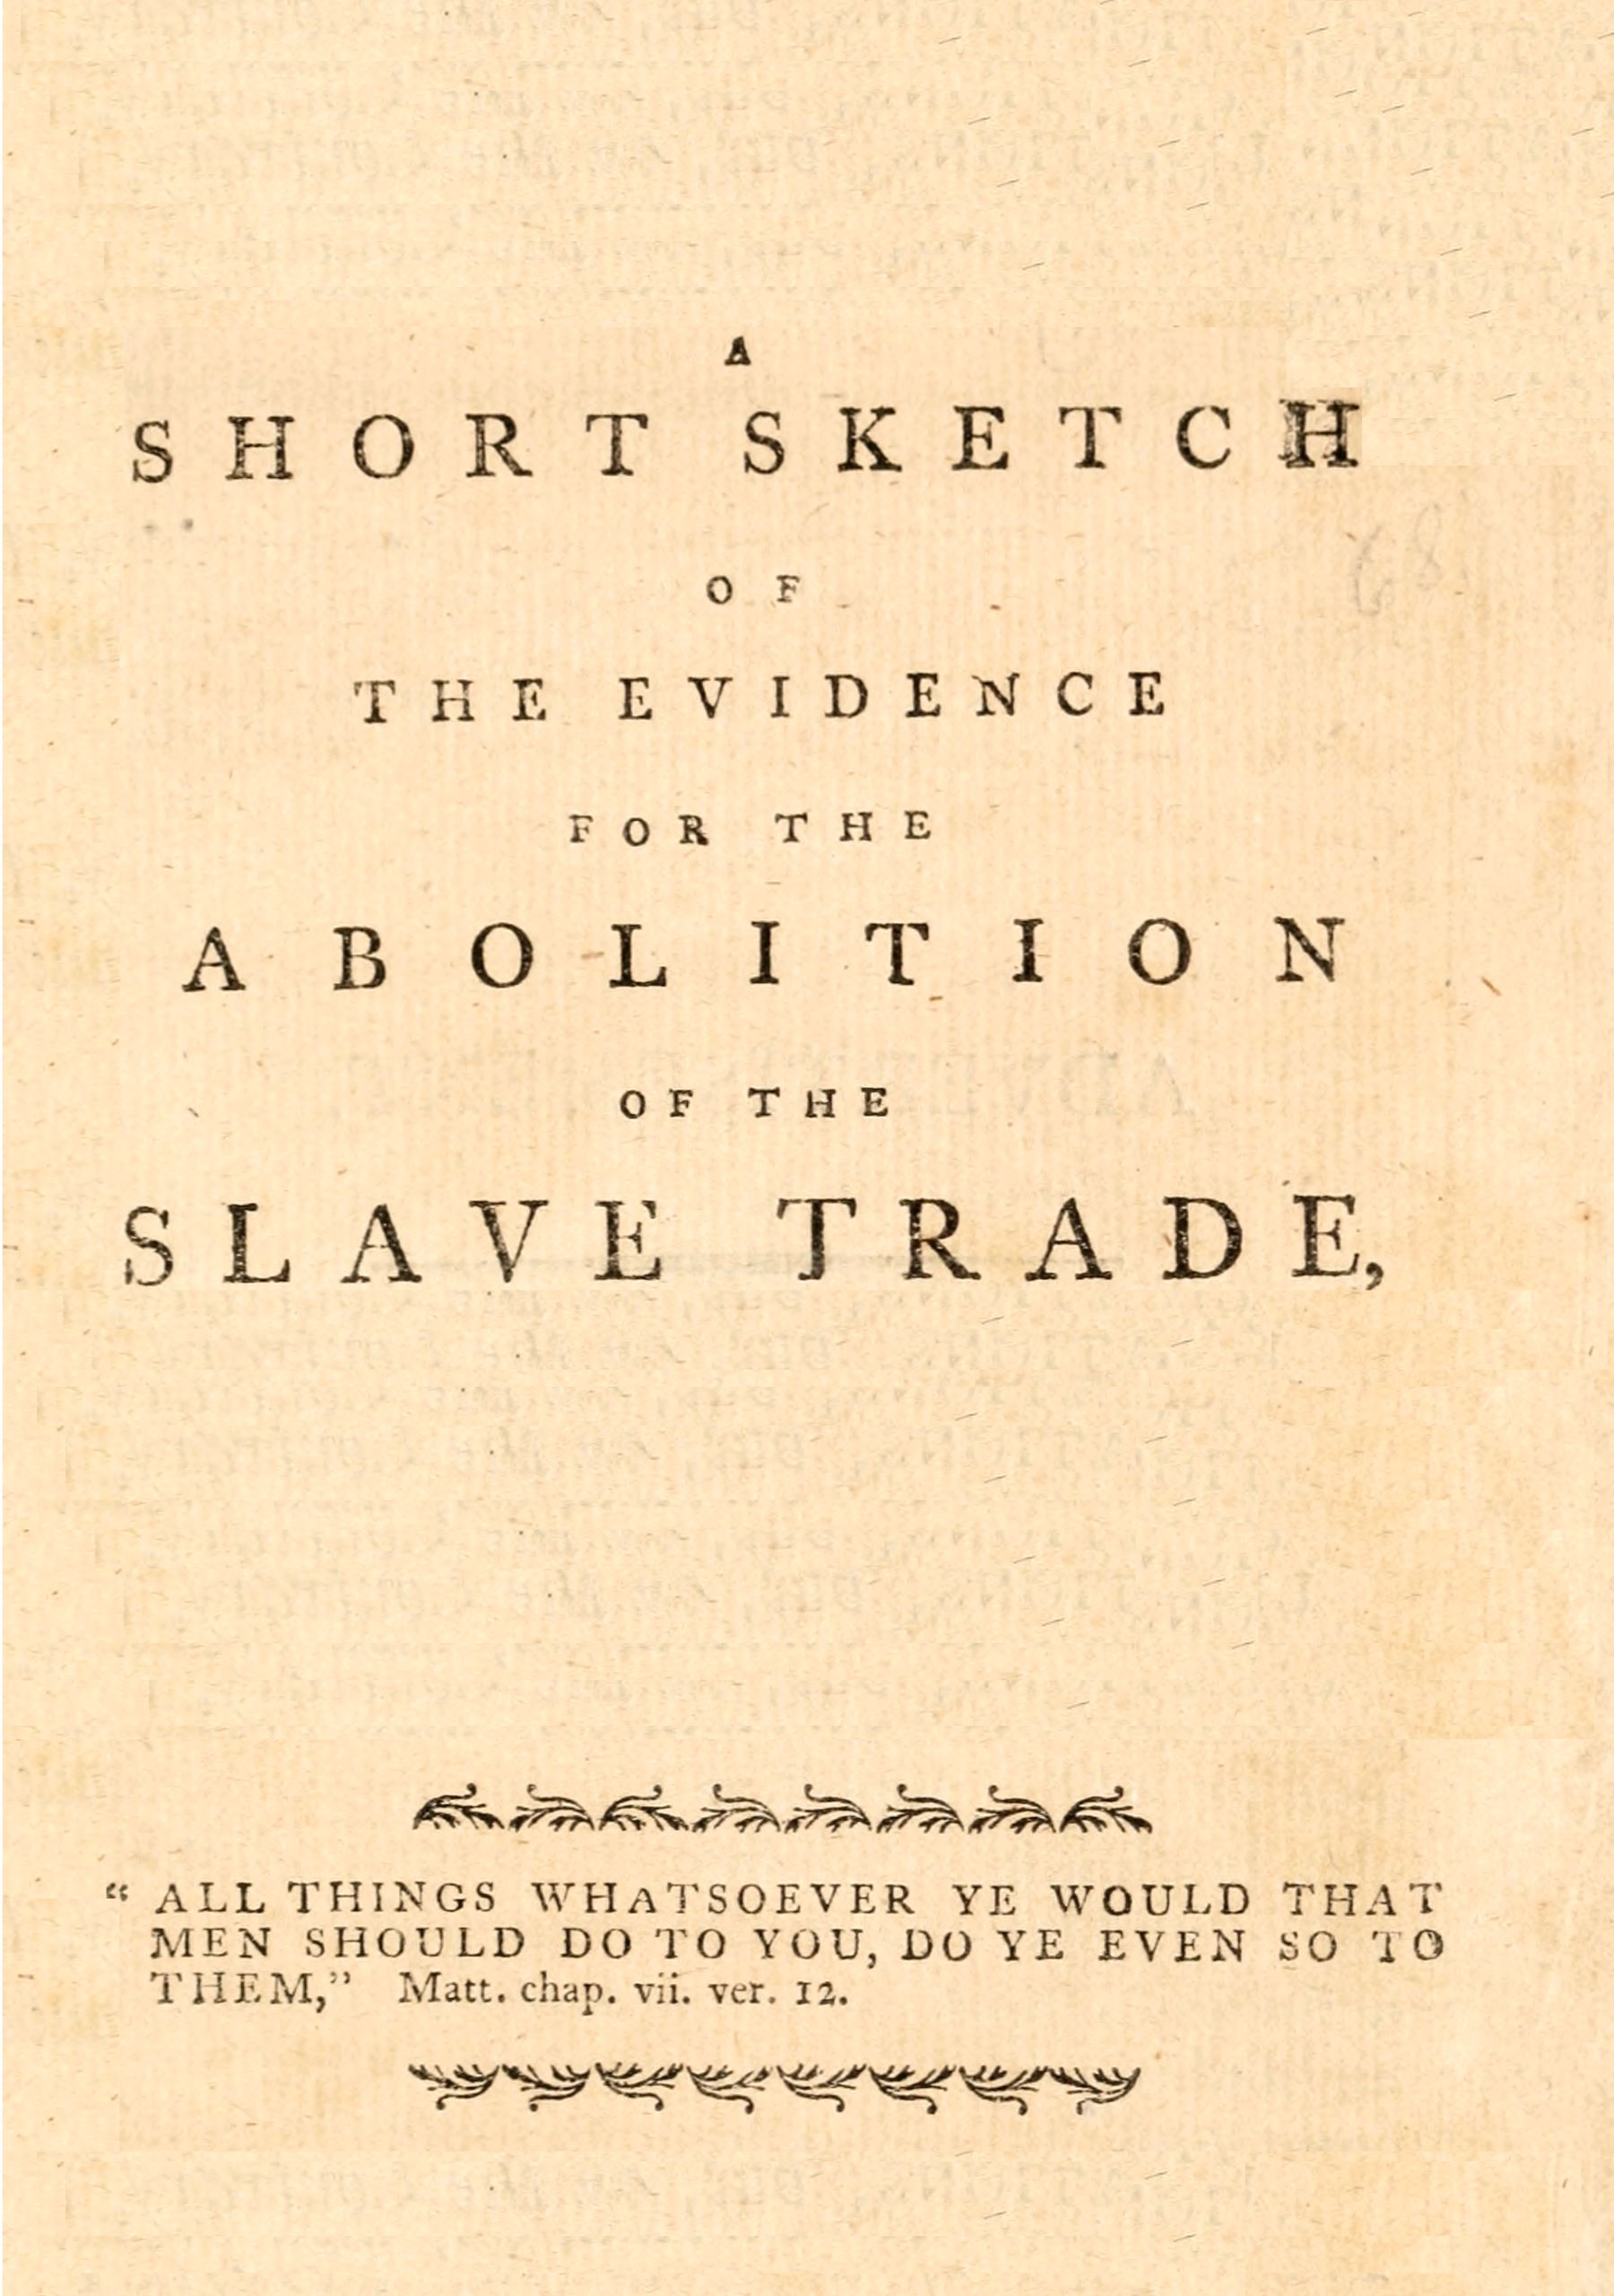 A
SHORT SKETCH
OF
THE EVIDENCE
FOR THE
ABOLITION
OF THE
SLAVE TRADE,
“ ALL THINGS WHATSOEVER YE WOULD THAT
MEN SHOULD DO TO YOU, DO YE EVEN SO TO
THEM,” Matt. chap. vii. ver. 12.